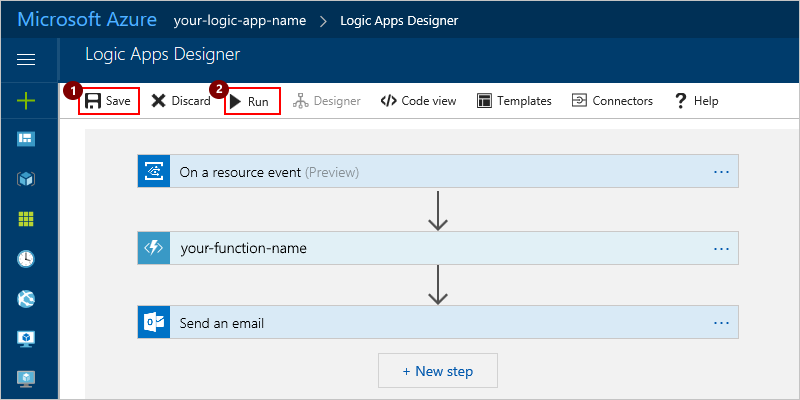 Microsoft Azure your-logic-app-name > Logic Apps Designer
Logic Apps Designer
1 Save Discard 2 Run Designer </> Code view Templates Connectors ? Help
On a resource event (Preview) ...
your-function-name ...
Send an email ...
+ New step